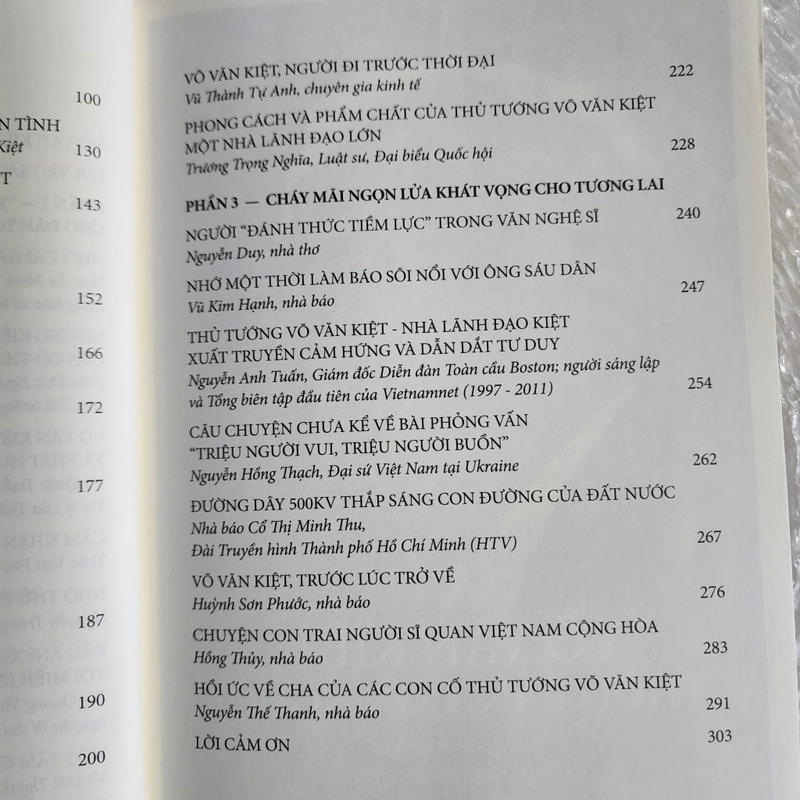 100
N TÌNH
Kiệt
130
T
143
152
166
172
177
187
190
200
VÕ VĂN KIỆT, NGƯỜI ĐI TRƯỚC THỜI ĐẠI
Vũ Thành Tự Anh, chuyên gia kinh tế
222
PHONG CÁCH VÀ PHẨM CHẤT CỦA THỦ TƯỚNG VÕ VĂN KIỆT
MỘT NHÀ LÃNH ĐẠO LỚN
Trương Trọng Nghĩa, Luật sư, Đại biểu Quốc hội
228
PHẦN 3 — CHÁY MÃI NGỌN LỬA KHÁT VỌNG CHO TƯƠNG LAI
NGƯỜI “ĐÁNH THỨC TIỀM LỰC” TRONG VĂN NGHỆ SĨ
240
Nguyễn Duy, nhà thơ
NHỚ MỘT THỜI LÀM BÁO SÔI NỔI VỚI ÔNG SÁU DÂN
Vũ Kim Hạnh, nhà báo
247
THỦ TƯỚNG VÕ VĂN KIỆT - NHÀ LÃNH ĐẠO KIỆT
XUẤT TRUYỀN CẢM HỨNG VÀ DẪN DẮT TƯ DUY
Nguyễn Anh Tuấn, Giám đốc Diễn đàn Toàn cầu Boston; người sáng lập
và Tổng biên tập đầu tiên của Vietnamnet (1997 - 2011)
254
CÂU CHUYỆN CHƯA KỂ VỀ BÀI PHỎNG VẤN
“TRIỆU NGƯỜI VUI, TRIỆU NGƯỜI BUỒN”
Nguyễn Hồng Thạch, Đại sứ Việt Nam tại Ukraine
262
ĐƯỜNG DÂY 500KV THẮP SÁNG CON ĐƯỜNG CỦA ĐẤT NƯỚC
Nhà báo Cổ Thị Minh Thu,
Đài Truyền hình Thành phố Hồ Chí Minh (HTV)
267
VÕ VĂN KIỆT, TRƯỚC LÚC TRỞ VỀ
Huỳnh Sơn Phước, nhà báo
276
CHUYỆN CON TRAI NGƯỜI SĨ QUAN VIỆT NAM CỘNG HÒA
Hồng Thủy, nhà báo
283
HỒI ỨC VỀ CHA CỦA CÁC CON CỐ THỦ TƯỚNG VÕ VĂN KIỆT
Nguyễn Thế Thanh, nhà báo
291
LỜI CẢM ƠN
303